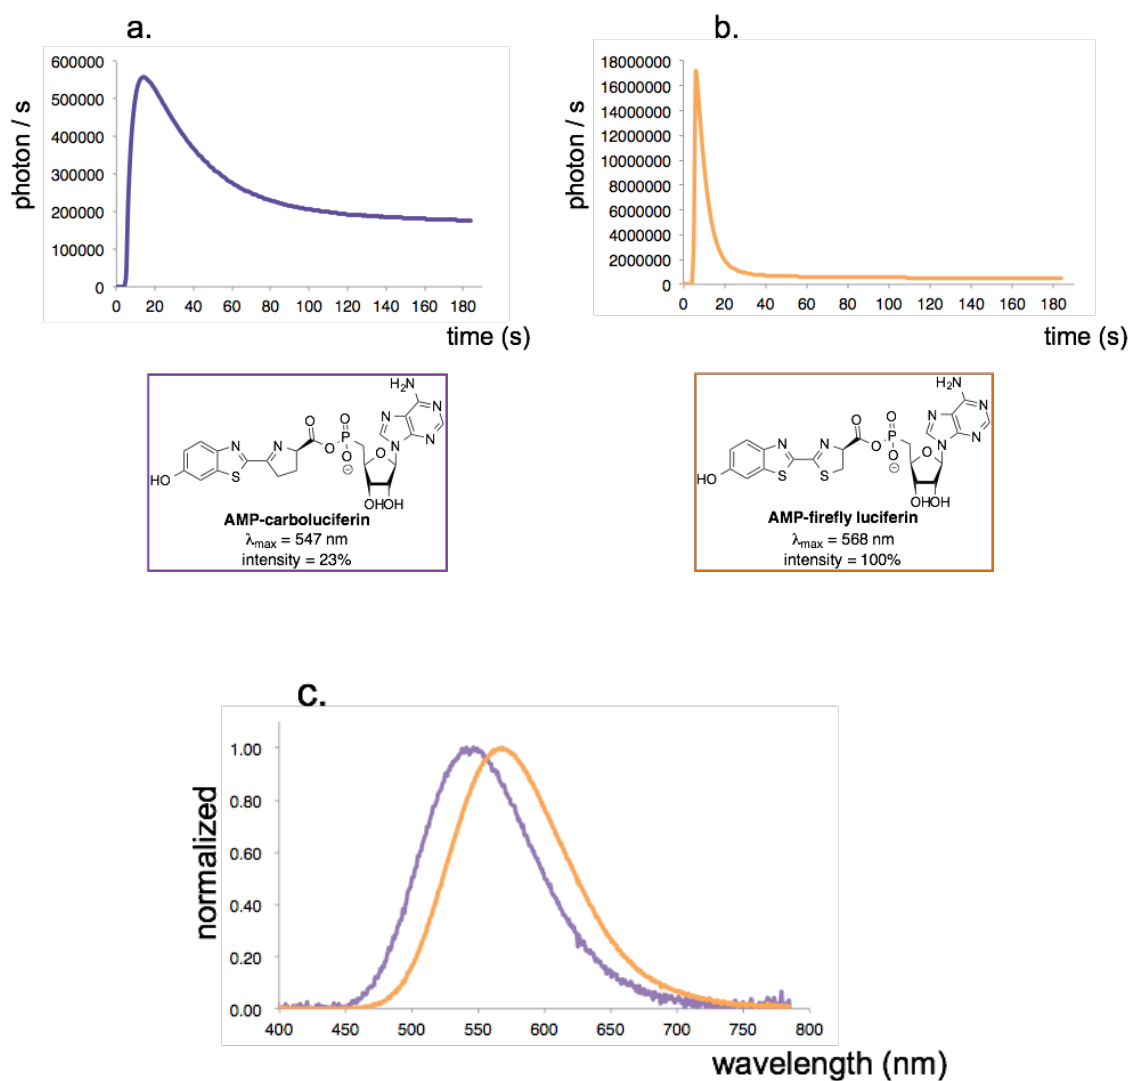 a.
600000
500000
400000
300000
200000
100000
0
photon / s
0 20 40 60 80 100 120 140 160 180
time (s)
b.
18000000
16000000
14000000
12000000
10000000
8000000
6000000
4000000
2000000
0
photon / s
0 20 40 60 80 100 120 140 160 180
time (s)
H₂N
N
N
N
N
N
N
O
O
P
O
O
⊖
O
S
HO
OHOH
AMP-carboluciferin
λmax = 547 nm
intensity = 23%
H₂N
N
N
N
N
N
N
O
O
P
O
O
⊖
O
S
S
HO
OHOH
AMP-firefly luciferin
λmax = 568 nm
intensity = 100%
c.
1.00
0.80
0.60
0.40
0.20
0.00
normalized
400 450 500 550 600 650 700 750 800
wavelength (nm)